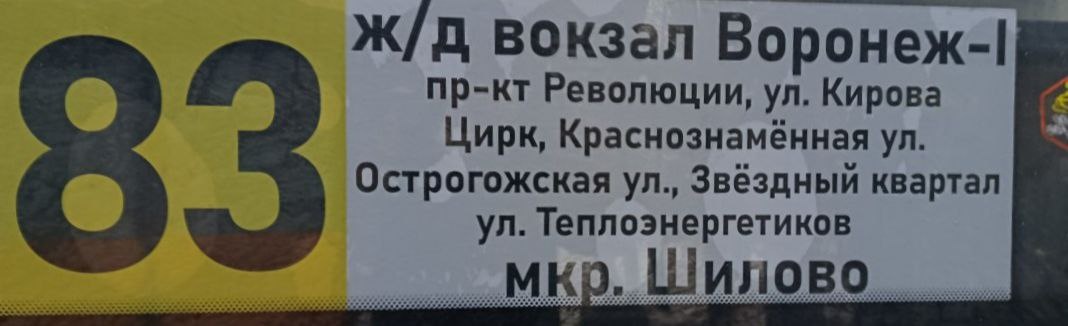 83
ж/д вокзал Воронеж-I
пр-кт Революции, ул. Кирова
Цирк, Краснознамённая ул.
Острогожская ул., Звёздный квартал
ул. Теплоэнергетиков
мкр. Шилово